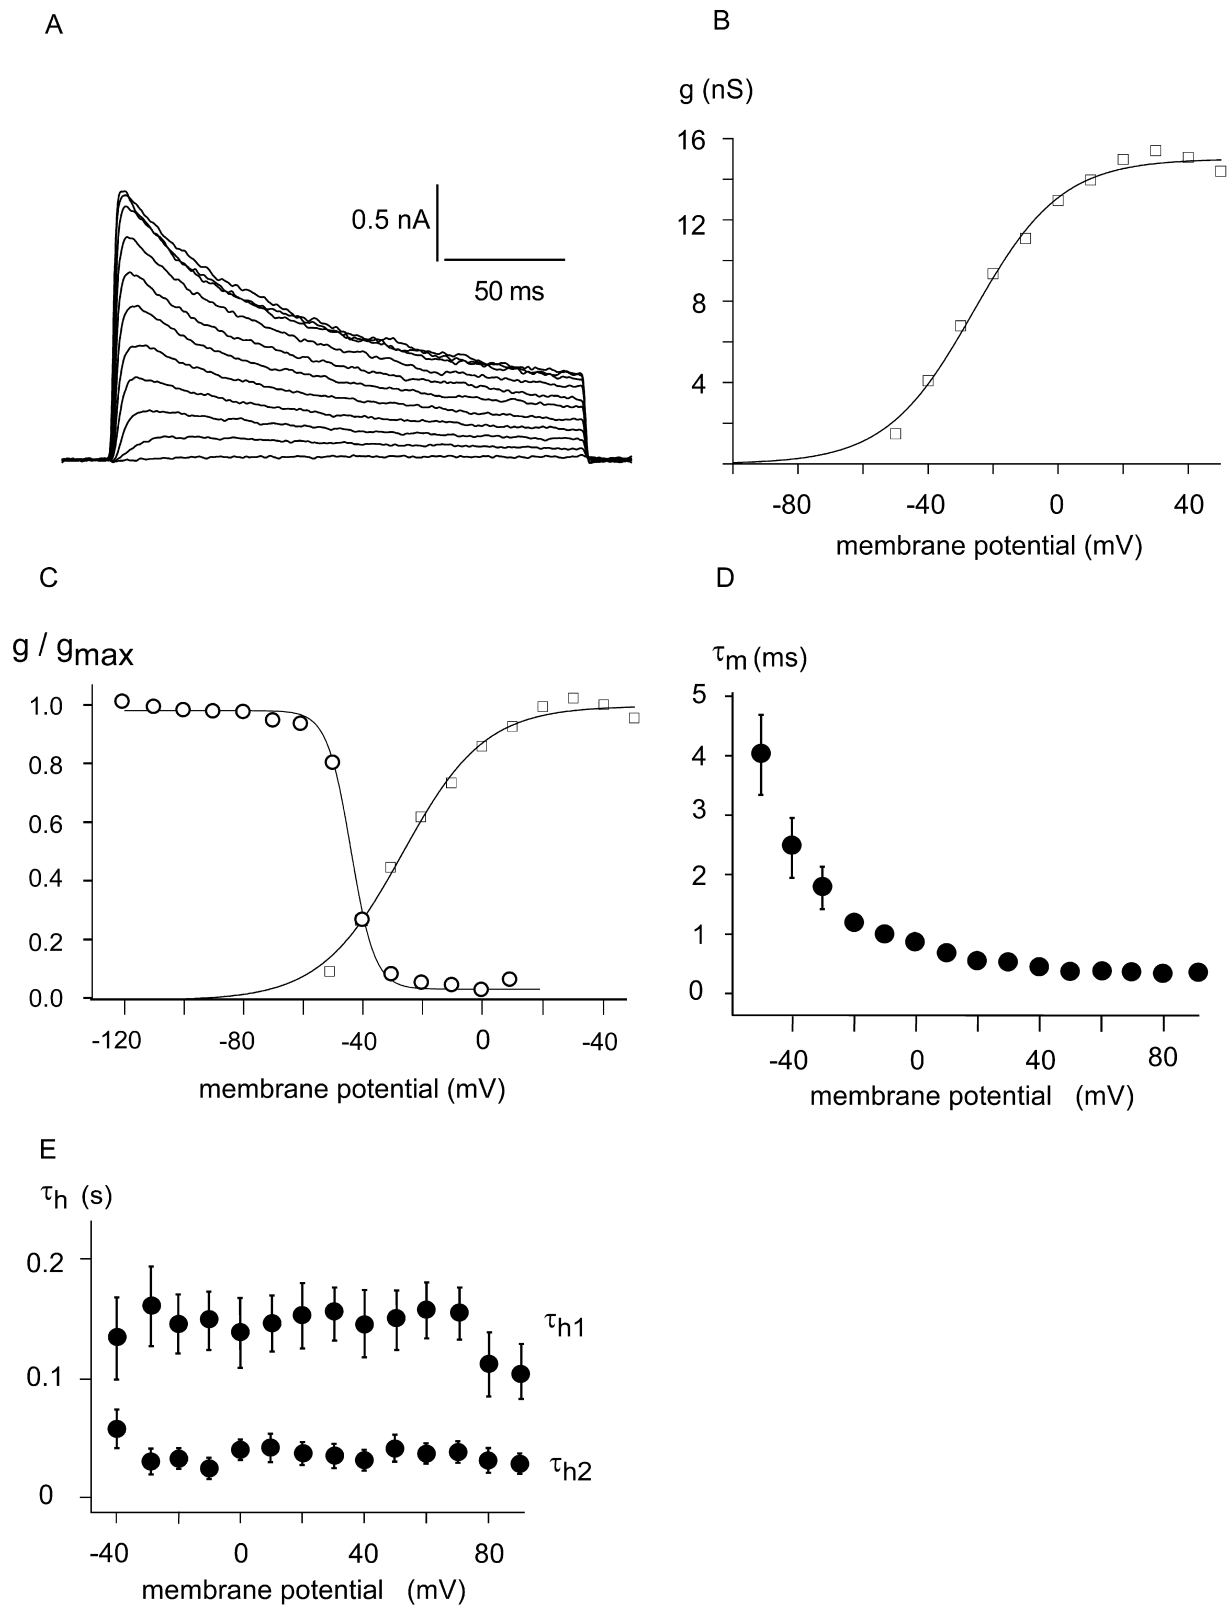 A
0.5 nA
50 ms
B
g (nS)
16
12
8
4
-80 -40 0 40
membrane potential (mV)
C
g / gmax
1.0
0.8
0.6
0.4
0.2
0.0
-120 -80 -40 0 -40
membrane potential (mV)
D
τm (ms)
5
4
3
2
1
0
-40 0 40 80
membrane potential (mV)
E
τh (s)
0.2
0.1
0
τh1
τh2
-40 0 40 80
membrane potential (mV)